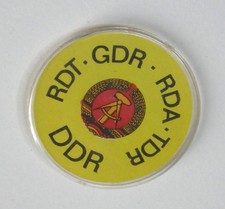 RDT · GDR · RDA · TDR
DDR